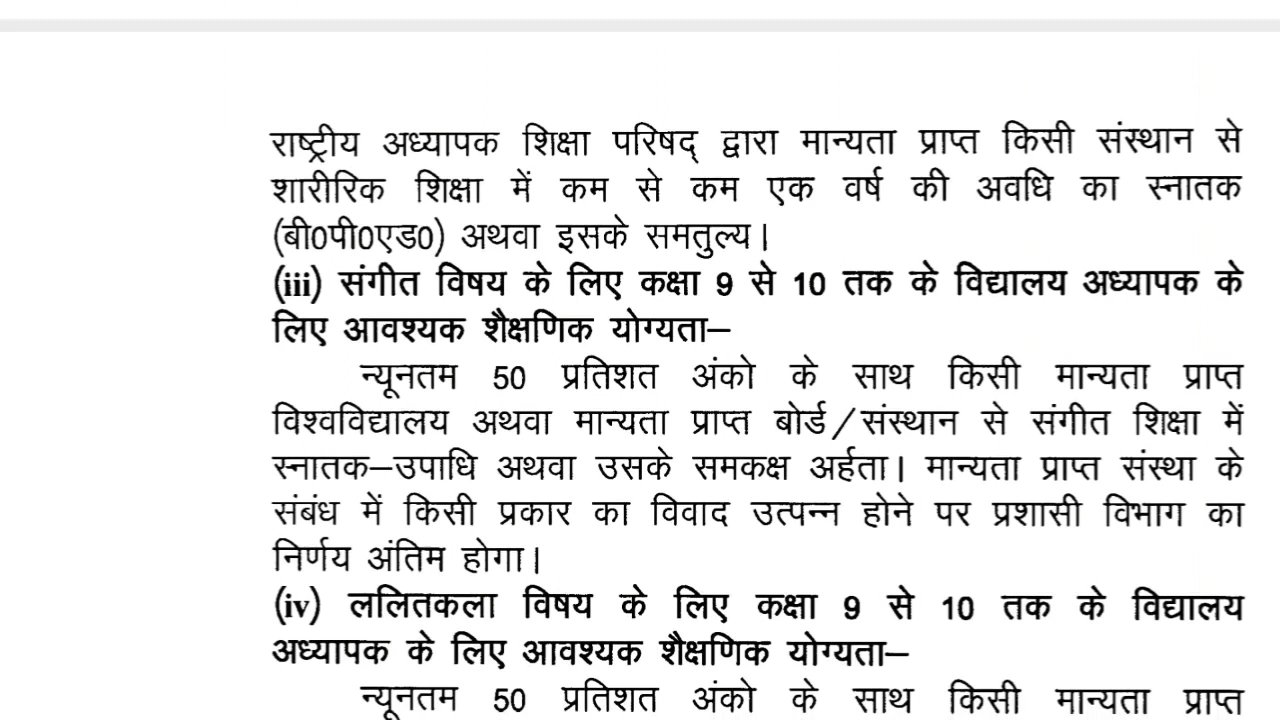 राष्ट्रीय अध्यापक शिक्षा परिषद् द्वारा मान्यता प्राप्त किसी संस्थान से
शारीरिक शिक्षा में कम से कम एक वर्ष की अवधि का स्नातक
(बी0पी0एड0) अथवा इसके समतुल्य।
(iii) संगीत विषय के लिए कक्षा 9 से 10 तक के विद्यालय अध्यापक के
लिए आवश्यक शैक्षणिक योग्यता–
न्यूनतम 50 प्रतिशत अंको के साथ किसी मान्यता प्राप्त
विश्वविद्यालय अथवा मान्यता प्राप्त बोर्ड/संस्थान से संगीत शिक्षा में
स्नातक–उपाधि अथवा उसके समकक्ष अर्हता। मान्यता प्राप्त संस्था के
संबंध में किसी प्रकार का विवाद उत्पन्न होने पर प्रशासी विभाग का
निर्णय अंतिम होगा।
(iv) ललितकला विषय के लिए कक्षा 9 से 10 तक के विद्यालय
अध्यापक के लिए आवश्यक शैक्षणिक योग्यता–
न्यूनतम 50 प्रतिशत अंको के साथ किसी मान्यता प्राप्त